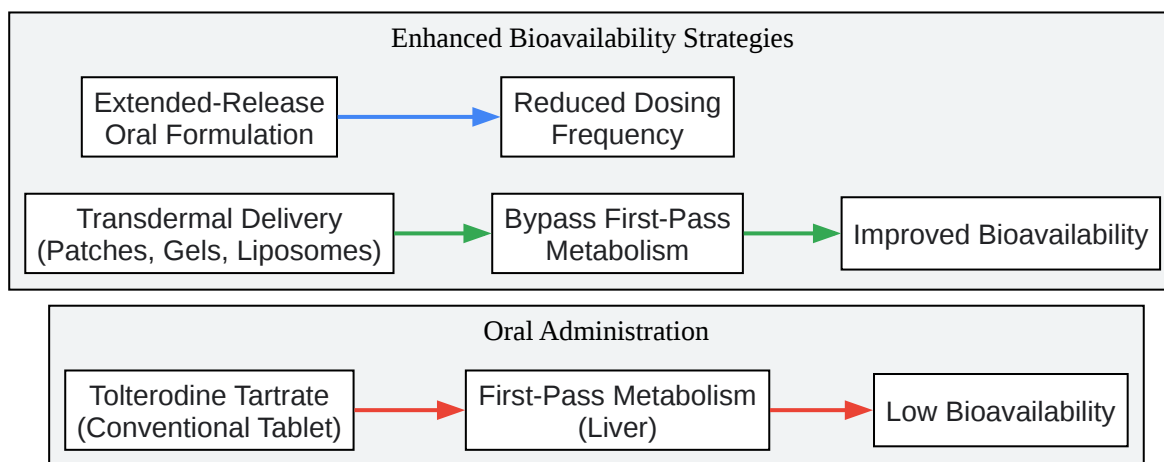 Enhanced Bioavailability Strategies
Extended-Release
Oral Formulation
Reduced Dosing
Frequency
Transdermal Delivery
(Patches, Gels, Liposomes)
Bypass First-Pass
Metabolism
Improved Bioavailability
Oral Administration
Tolterodine Tartrate
(Conventional Tablet)
First-Pass Metabolism
(Liver)
Low Bioavailability